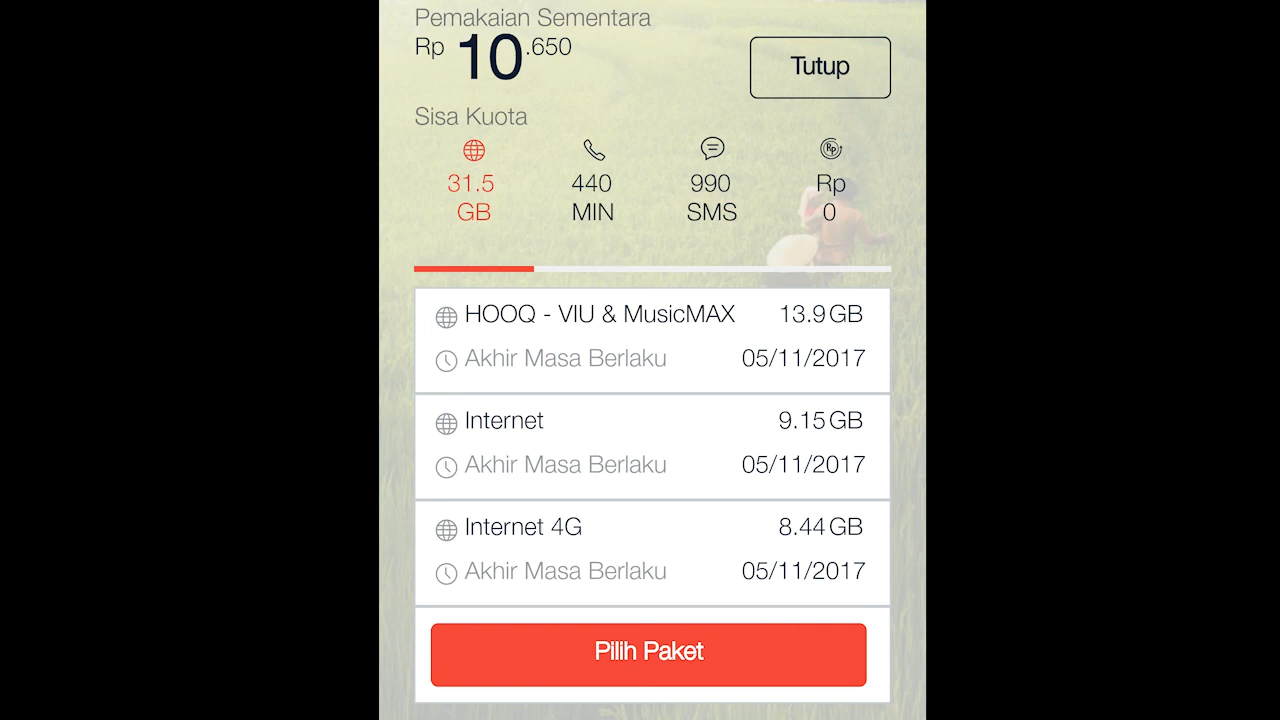 Pemakaian Sementara
Rp 10.650
Tutup
Sisa Kuota
Rp
31.5 440 990 Rp
GB MIN SMS 0
HOOQ - VIU & MusicMAX 13.9 GB
Akhir Masa Berlaku 05/11/2017
Internet 9.15 GB
Akhir Masa Berlaku 05/11/2017
Internet 4G 8.44 GB
Akhir Masa Berlaku 05/11/2017
Pilih Paket